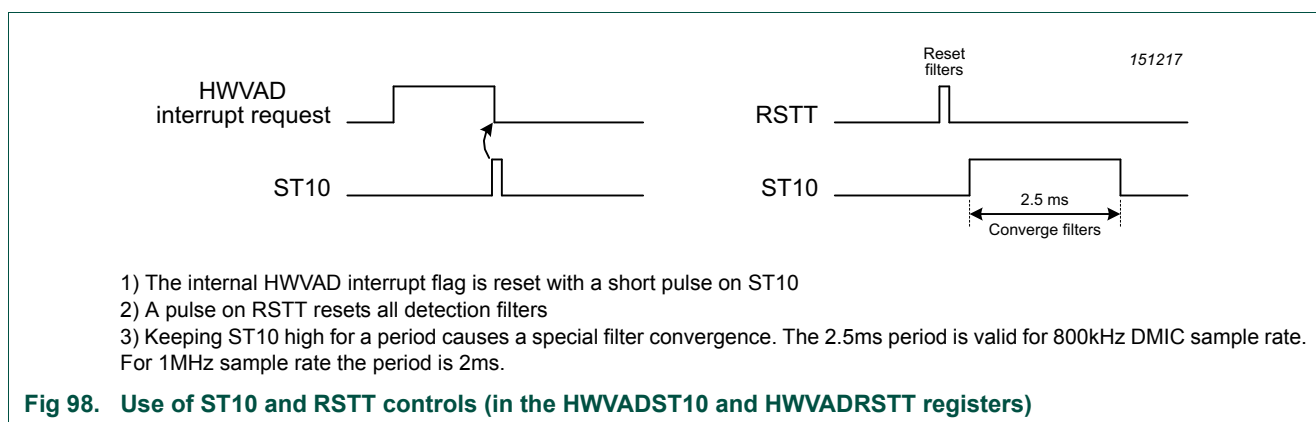 HWVAD
interrupt request
ST10
Reset
filters
151217
RSTT
ST10
2.5 ms
Converge filters
1) The internal HWVAD interrupt flag is reset with a short pulse on ST10
2) A pulse on RSTT resets all detection filters
3) Keeping ST10 high for a period causes a special filter convergence. The 2.5ms period is valid for 800kHz DMIC sample rate.
For 1MHz sample rate the period is 2ms.
Fig 98. Use of ST10 and RSTT controls (in the HWVADST10 and HWVADRSTT registers)